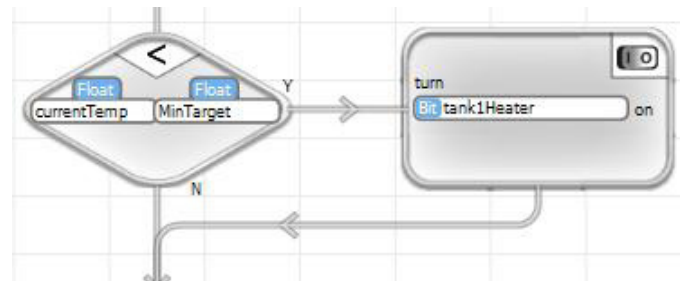 <
Float Float
currentTemp MinTarget
Y
N
I O
turn
Bit tank1Heater on